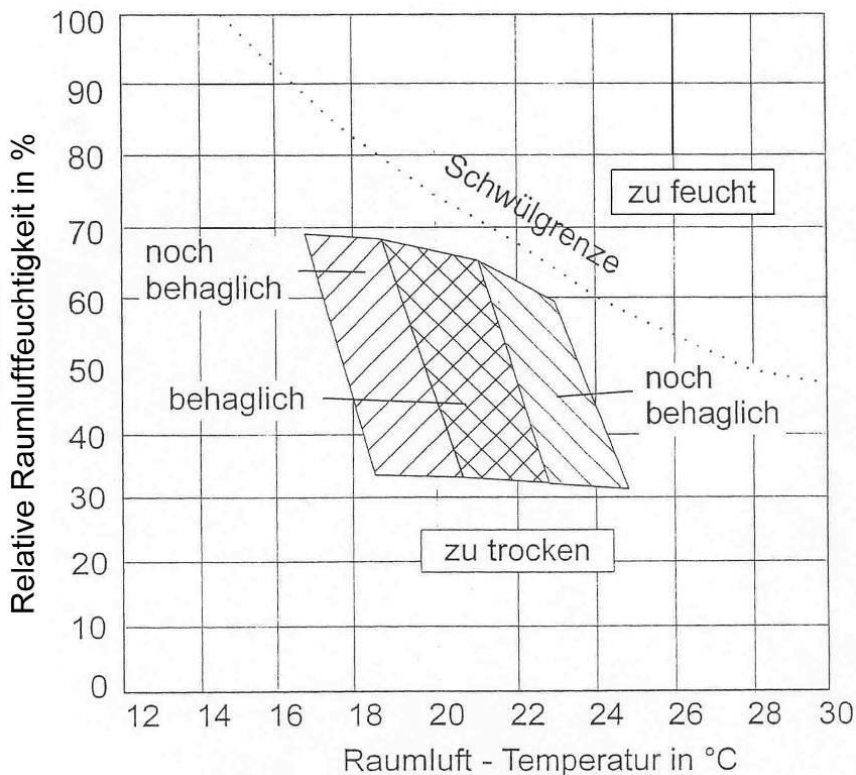 Relative Raumluftfeuchtigkeit in %
100
90
80
70
60
50
40
30
20
10
0
Schwülgrenze
zu feucht
noch
behaglich
behaglich
noch
behaglich
zu trocken
12 14 16 18 20 22 24 26 28 30
Raumluft - Temperatur in °C